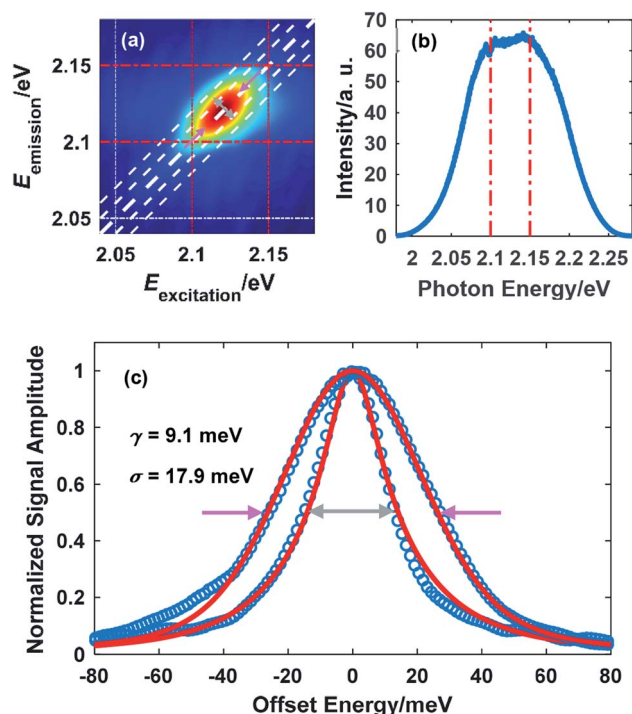 (a)
2.15
2.1
2.05
E_emission/eV
2.05 2.1 2.15
E_excitation/eV
(b)
70
60
50
40
30
20
10
0
Intensity/a. u.
2 2.05 2.1 2.15 2.2 2.25
Photon Energy/eV
(c)
γ = 9.1 meV
σ = 17.9 meV
1
0.8
0.6
0.4
0.2
0
Normalized Signal Amplitude
-80 -60 -40 -20 0 20 40 60 80
Offset Energy/meV